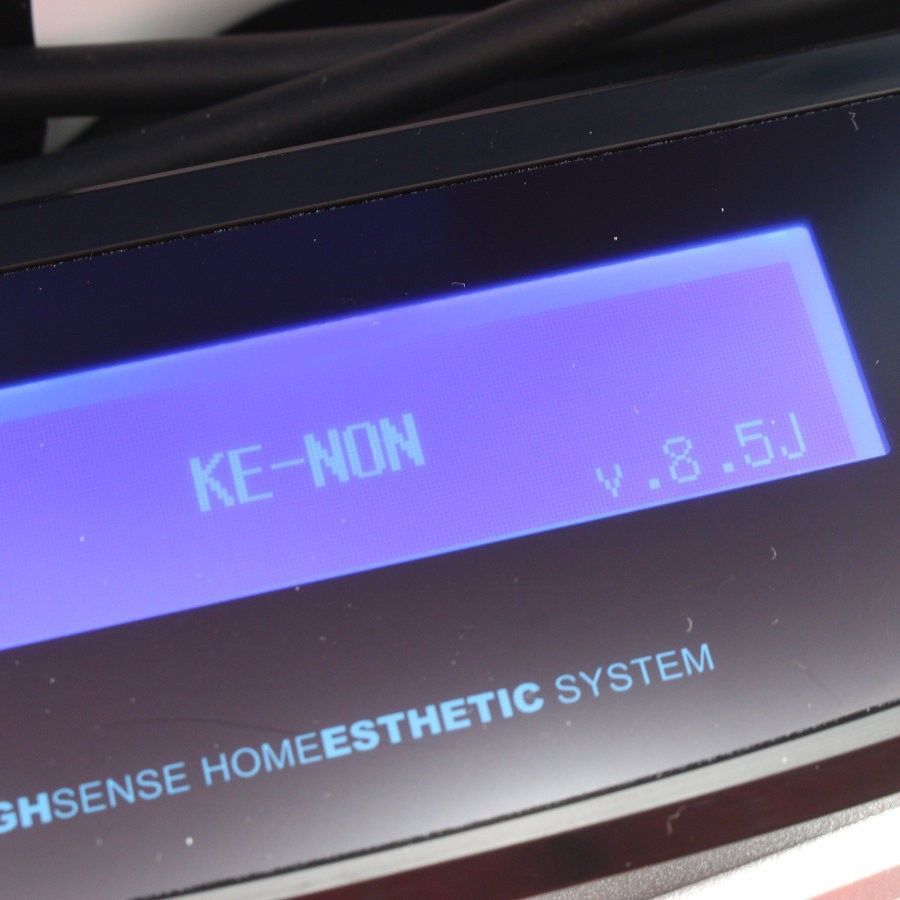 KE-NON
v.8.5J
GHSENSE HOMEESTHETIC SYSTEM